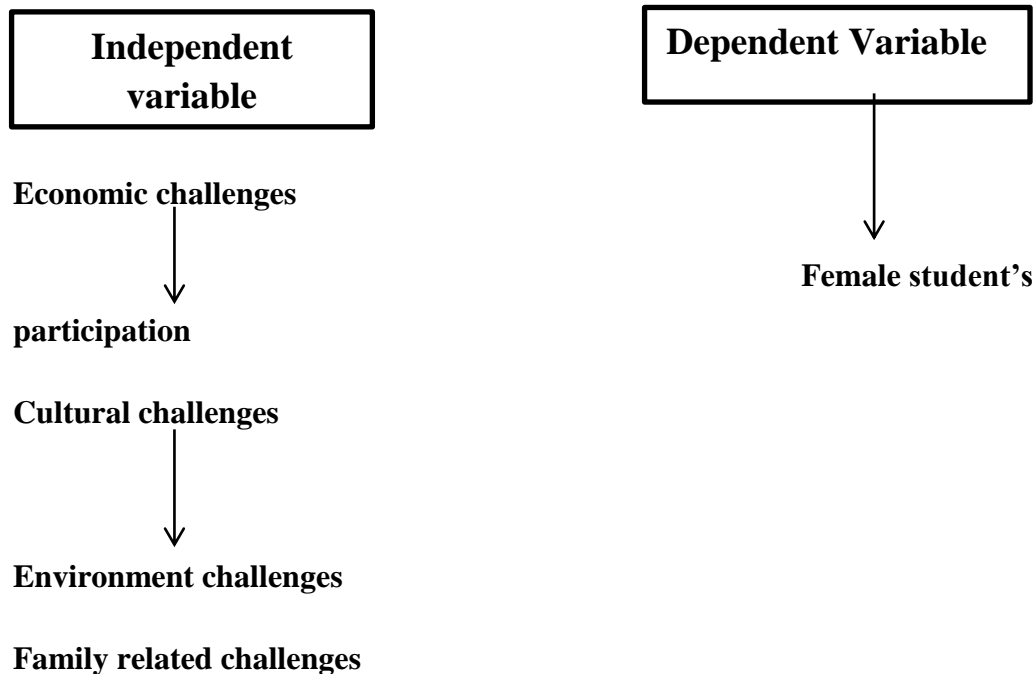 Independent
variable
Dependent Variable
Economic challenges
Female student’s
participation
Cultural challenges
Environment challenges
Family related challenges